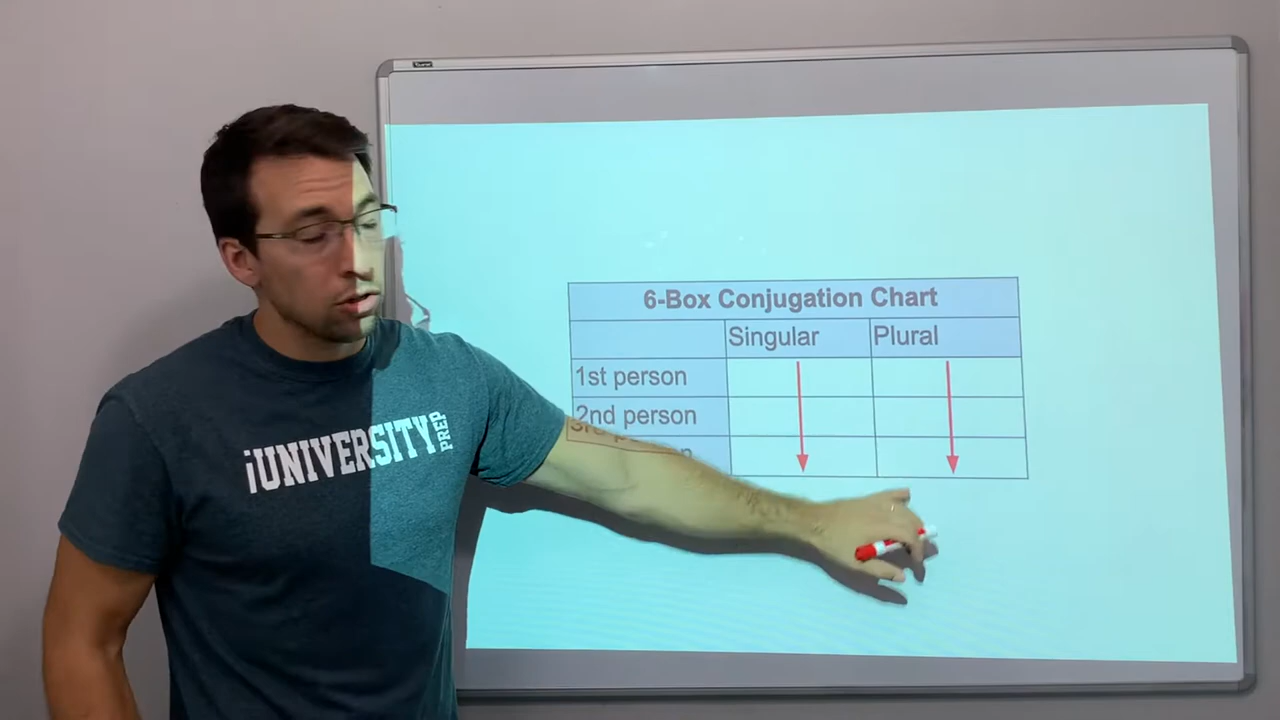 6-Box Conjugation Chart
Singular Plural
1st person
2nd person
iUNIVERSITY
PREP